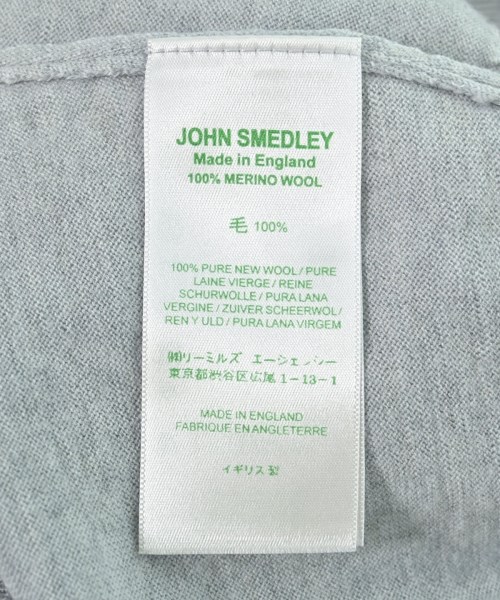 JOHN SMEDLEY
Made in England
100% MERINO WOOL
毛 100%
100% PURE NEW WOOL / PURE
LAINE VIERGE / REINE
SCHURWOLLE / PURA LANA
VERGINE / ZUIVER SCHEERWOL/
REN Y ULD / PURA LANA VIRGEM
㈱リーミルズ エージェンシー
東京都渋谷区広尾1-13-1
MADE IN ENGLAND
FABRIQUE EN ANGLETERRE
イギリス製